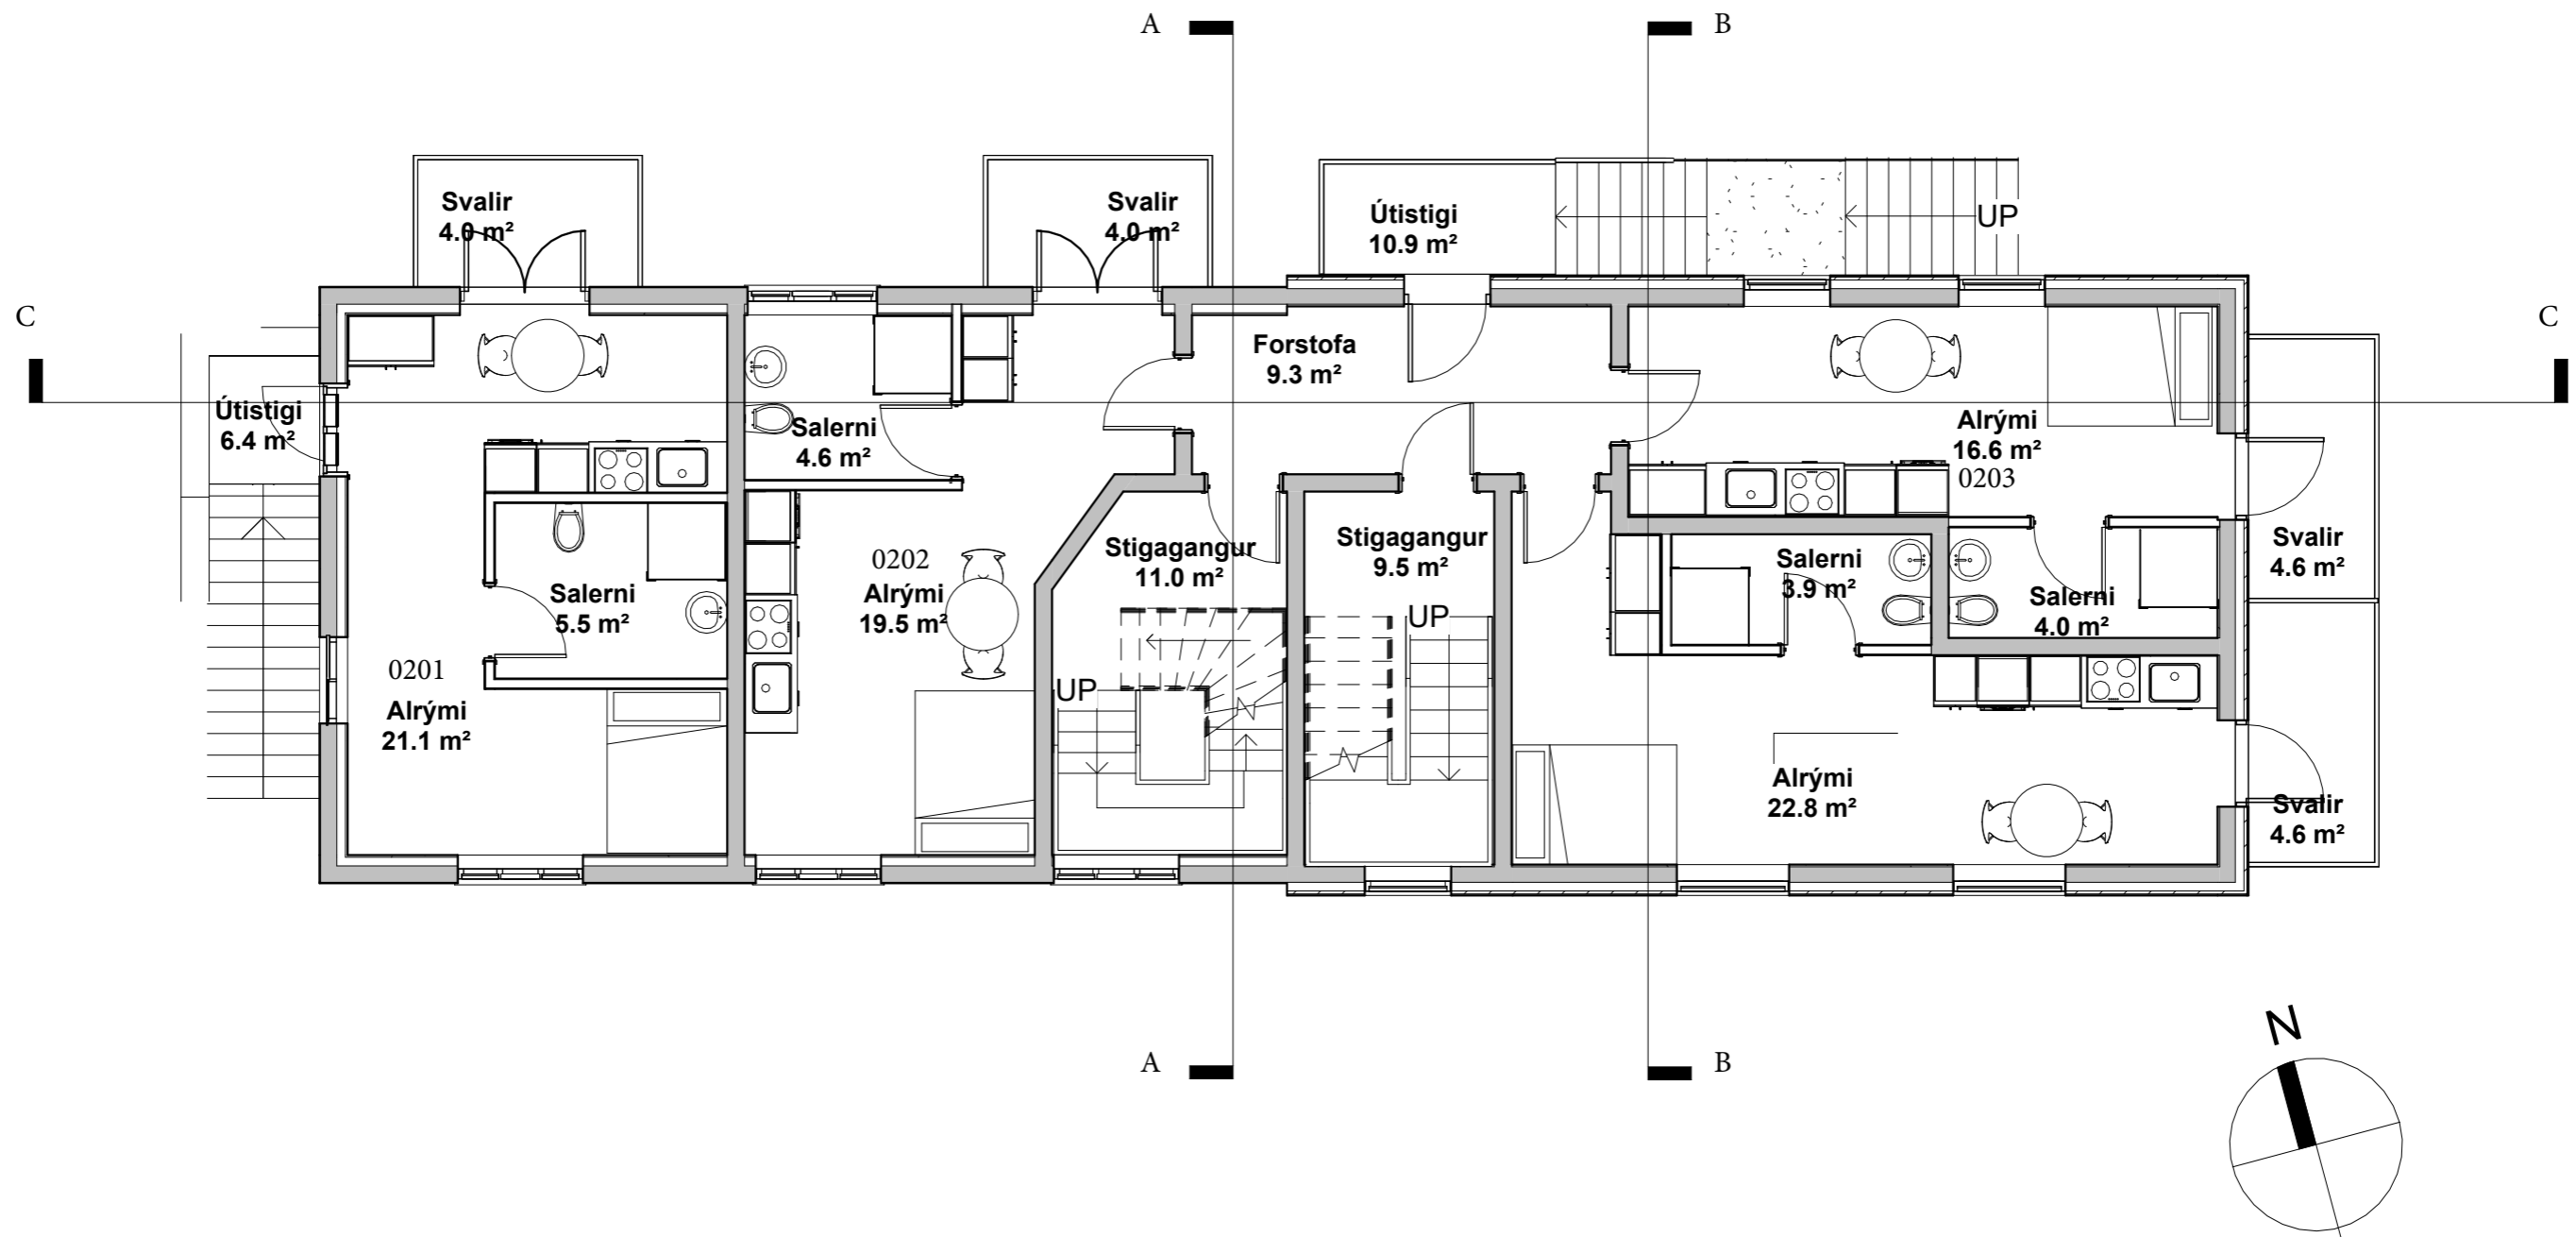 A
B
Svalir
4.0 m²
Svalir
4.0 m²
Útistigi
10.9 m²
UP
C
C
Forstofa
9.3 m²
Útistigi
6.4 m²
Salerni
4.6 m²
Alrými
16.6 m²
0203
Stigagangur
11.0 m²
Stigagangur
9.5 m²
Svalir
4.6 m²
0202
Alrými
19.5 m²
Salerni
5.5 m²
Salerni
3.9 m²
Salerni
4.0 m²
UP
UP
0201
Alrými
21.1 m²
Alrými
22.8 m²
Svalir
4.6 m²
A
B
N